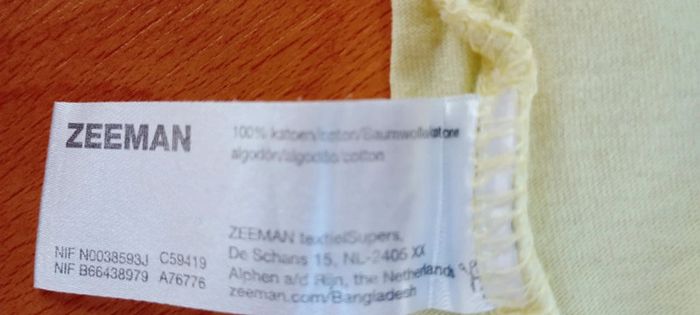 ZEEMAN
100% katoen/coton/Baumwolle/cotone
algodón/algodão/cotton
ZEEMAN textielSupers,
De Schans 15, NL-2405 XX
Alphen a/d Rijn, the Netherlands
zeeman.com/Bangladesh
NIF N0038593J C59419
NIF B66438979 A76776